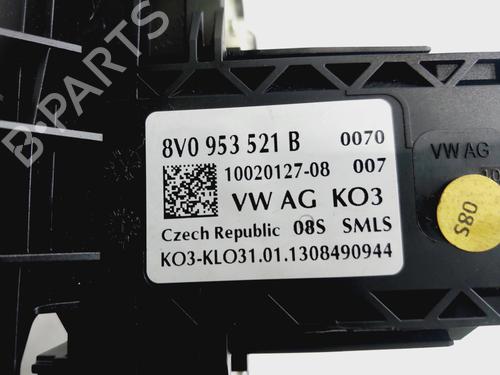 B PARTS
8V0 953 521 B 0070
10020127-08 007
VW AG KO3
Czech Republic 08S SMLS
KO3-KLO31.01.1308490944
VW AG
08S